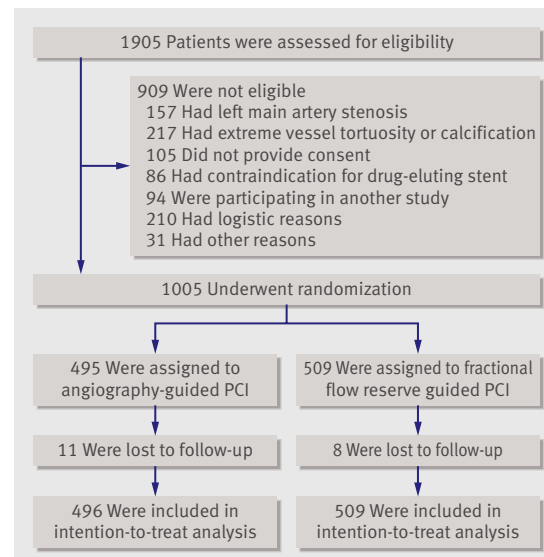 1905 Patients were assessed for eligibility
909 Were not eligible
157 Had left main artery stenosis
217 Had extreme vessel tortuosity or calcification
105 Did not provide consent
86 Had contraindication for drug-eluting stent
94 Were participating in another study
210 Had logistic reasons
31 Had other reasons
1005 Underwent randomization
495 Were assigned to
angiography-guided PCI
509 Were assigned to fractional
flow reserve guided PCI
11 Were lost to follow-up
8 Were lost to follow-up
496 Were included in
intention-to-treat analysis
509 Were included in
intention-to-treat analysis